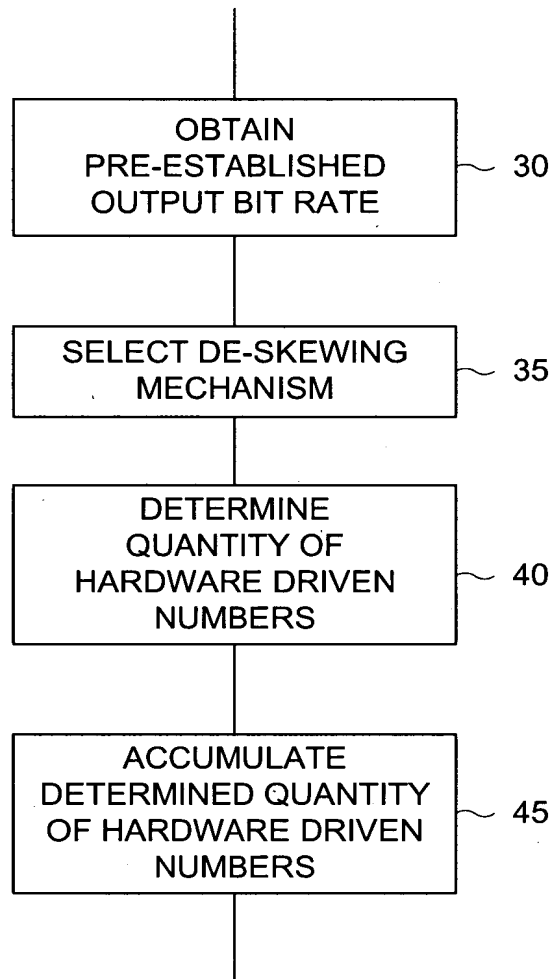 OBTAIN
PRE-ESTABLISHED
OUTPUT BIT RATE
30
SELECT DE-SKEWING
MECHANISM
35
DETERMINE
QUANTITY OF
HARDWARE DRIVEN
NUMBERS
40
ACCUMULATE
DETERMINED QUANTITY
OF HARDWARE DRIVEN
NUMBERS
45